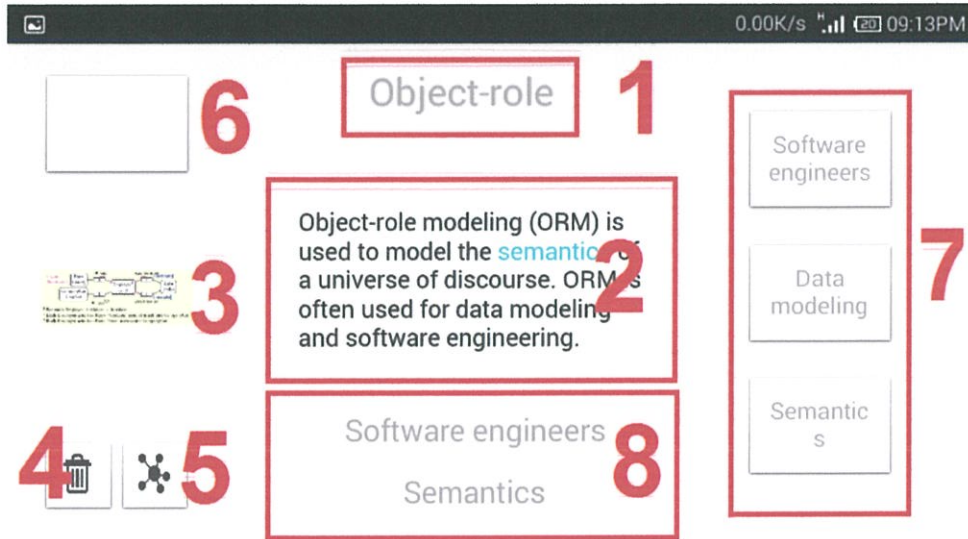 0.00K/s H 20 09:13PM
6
Object-role
1
Software
engineers
Object-role modeling (ORM) is
used to model the semantic of
a universe of discourse. ORM is
often used for data modeling
and software engineering.
2
7
3
Data
modeling
Semantic
s
4
5
Software engineers
Semantics
8